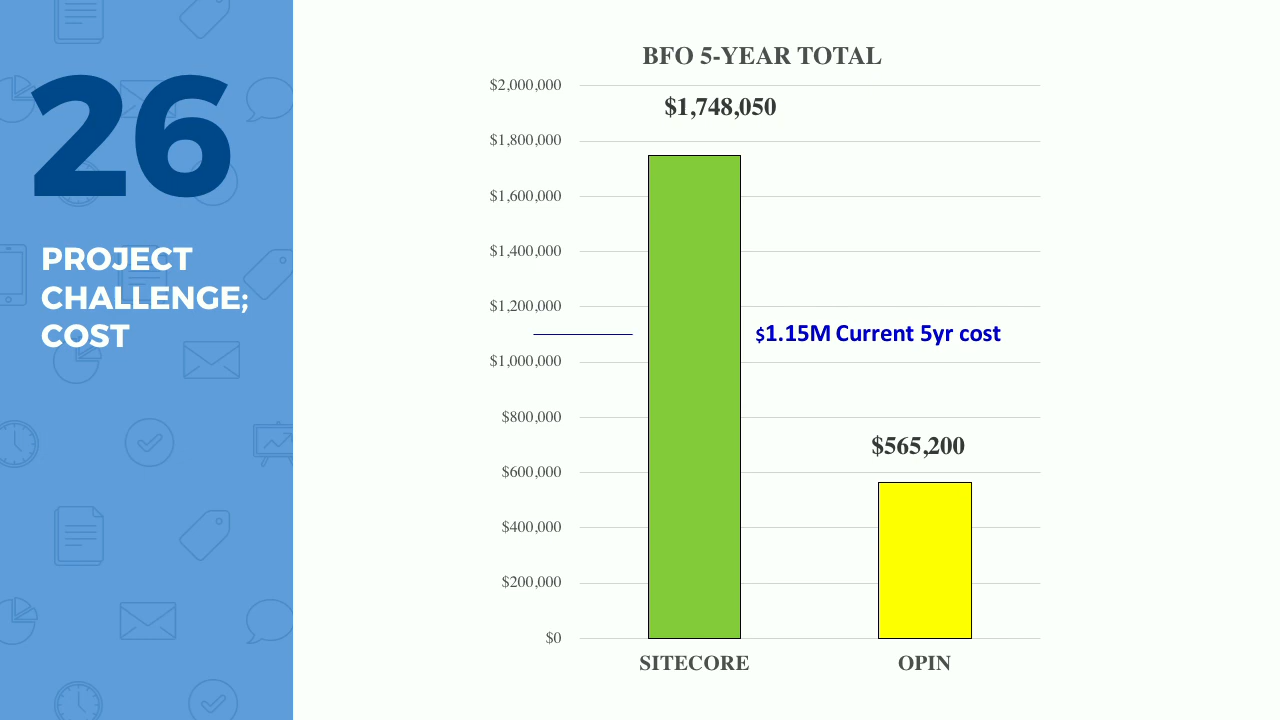 26
PROJECT
CHALLENGE;
COST
BFO 5-YEAR TOTAL
$2,000,000
$1,748,050
$1,800,000
$1,600,000
$1,400,000
$1,200,000
$1.15M Current 5yr cost
$1,000,000
$800,000
$565,200
$600,000
$400,000
$200,000
$0
SITECORE OPIN